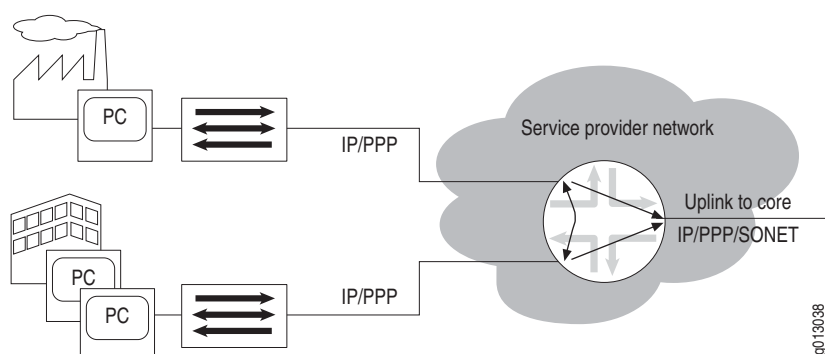 PC
IP/PPP
Service provider network
Uplink to core
IP/PPP/SONET
PC
PC
IP/PPP
g013038